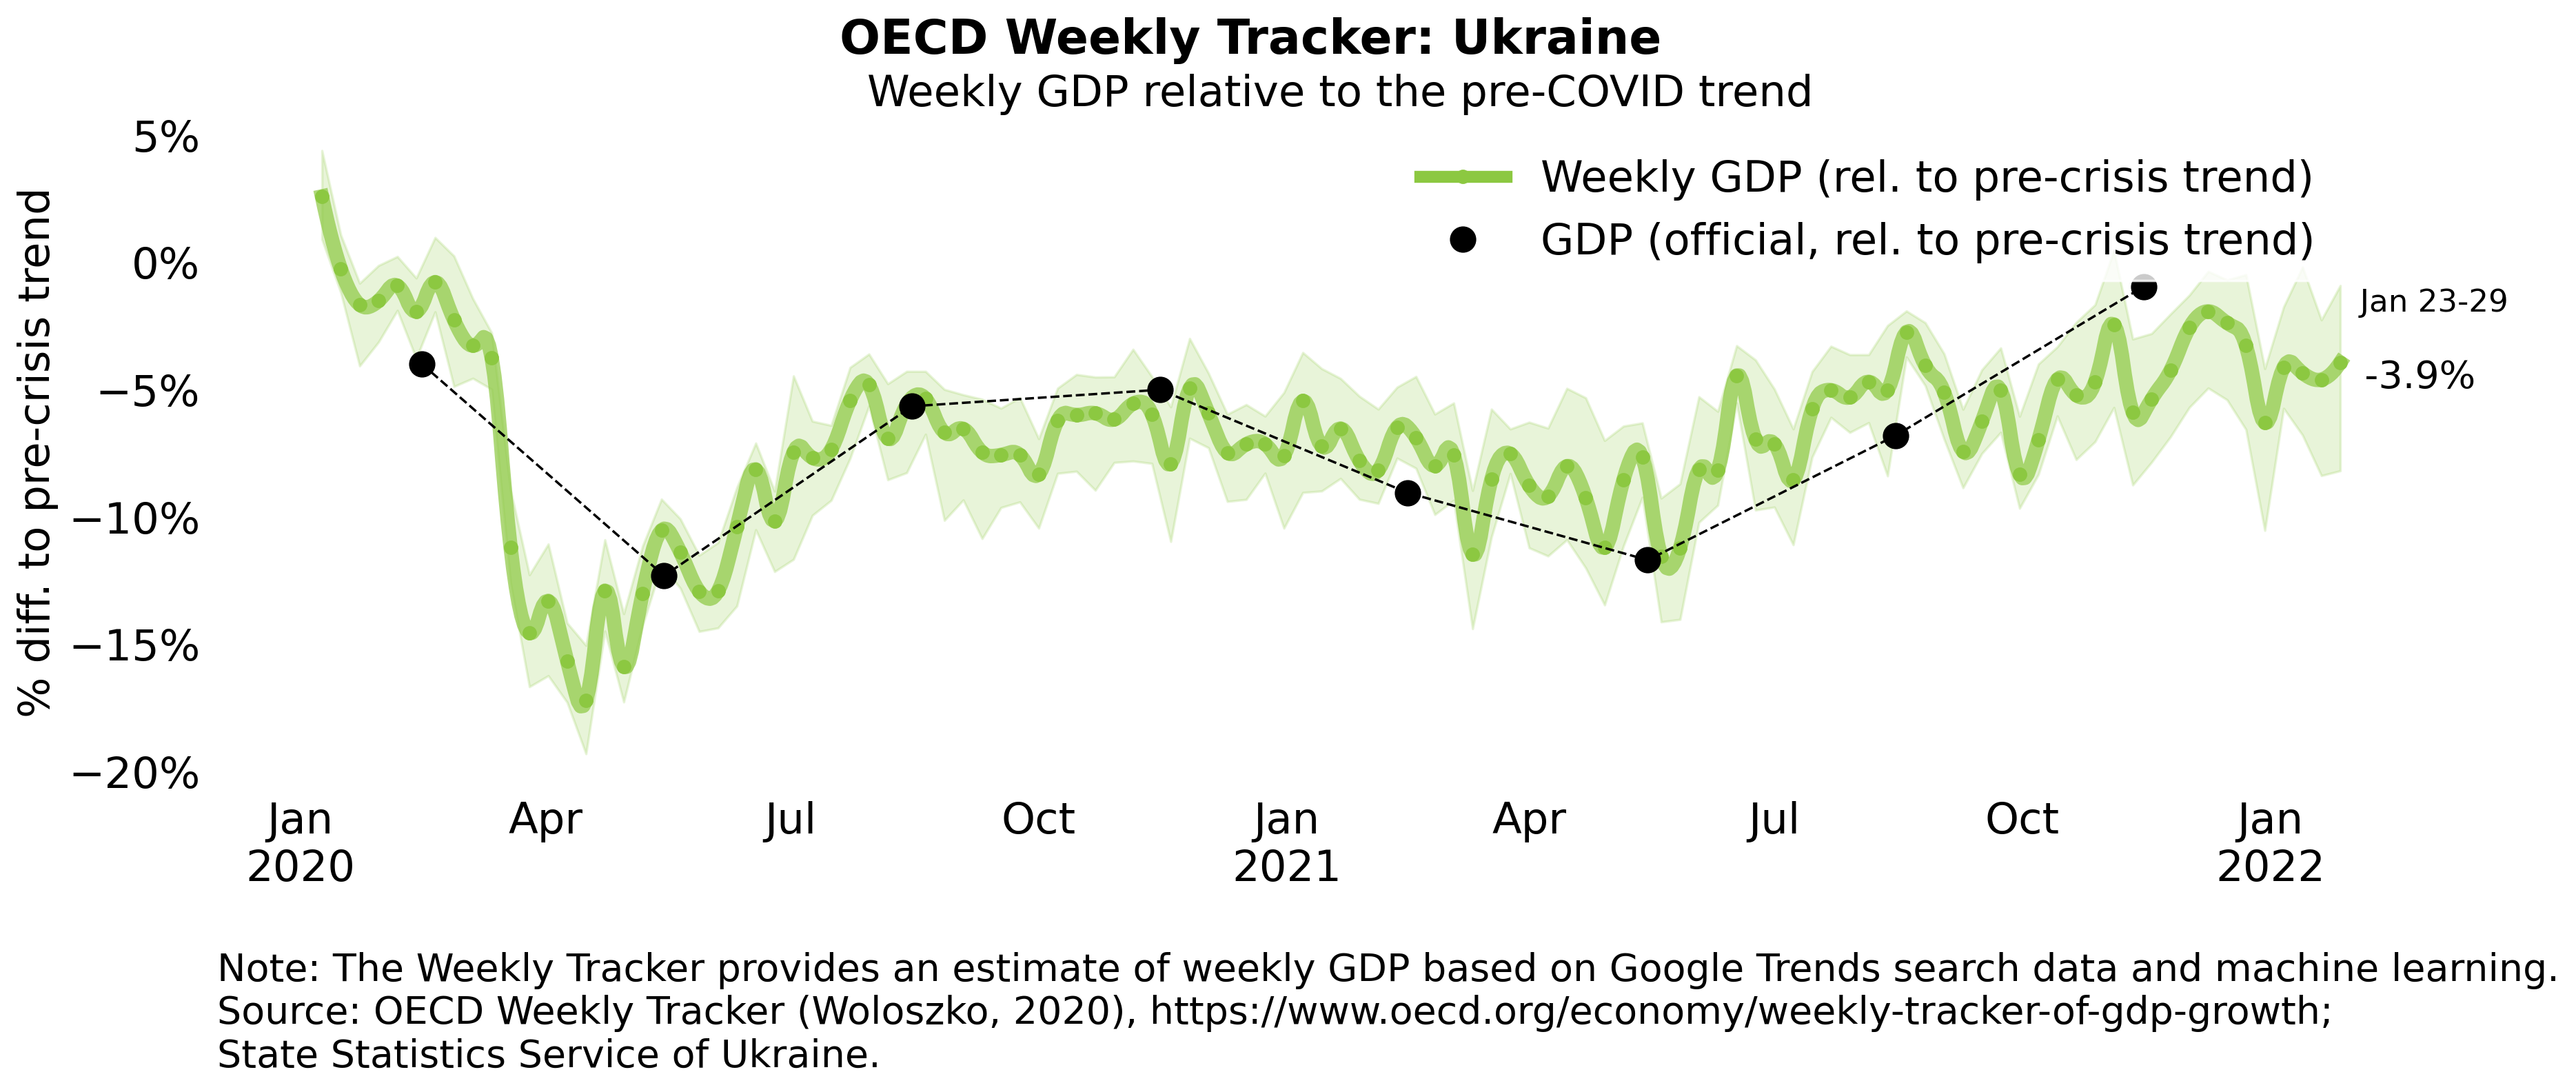 OECD Weekly Tracker: Ukraine
Weekly GDP relative to the pre-COVID trend
% diff. to pre-crisis trend
5%
0%
−5%
−10%
−15%
−20%
Weekly GDP (rel. to pre-crisis trend)
GDP (official, rel. to pre-crisis trend)
Jan 23-29
-3.9%
Jan Apr Jul Oct Jan Apr Jul Oct Jan
2020 2021 2022
Note: The Weekly Tracker provides an estimate of weekly GDP based on Google Trends search data and machine learning.
Source: OECD Weekly Tracker (Woloszko, 2020), https://www.oecd.org/economy/weekly-tracker-of-gdp-growth;
State Statistics Service of Ukraine.